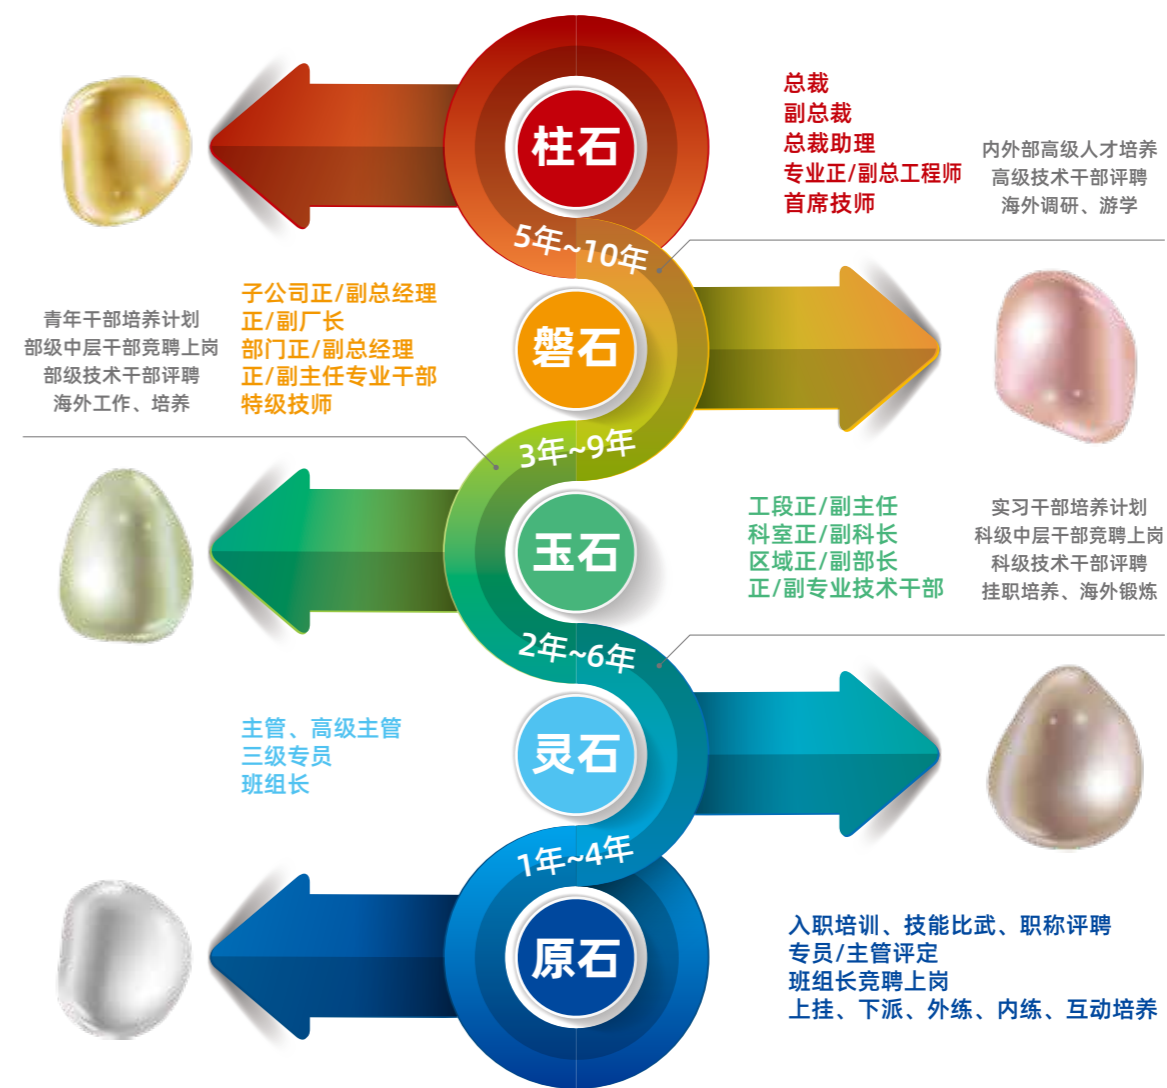 柱石
总裁
副总裁
总裁助理
专业正/副总工程师
首席技师
内外部高级人才培养
高级技术干部评聘
海外调研、游学
5年~10年
青年干部培养计划
部级中层干部竞聘上岗
部级技术干部评聘
海外工作、培养
子公司正/副总经理
正/副厂长
部门正/副总经理
正/副主任专业干部
特级技师
磐石
3年~9年
玉石
工段正/副主任
科室正/副科长
区域正/副部长
正/副专业技术干部
实习干部培养计划
科级中层干部竞聘上岗
科级技术干部评聘
挂职培养、海外锻炼
2年~6年
主管、高级主管
三级专员
班组长
灵石
1年~4年
原石
入职培训、技能比武、职称评聘
专员/主管评定
班组长竞聘上岗
上挂、下派、外练、内练、互动培养